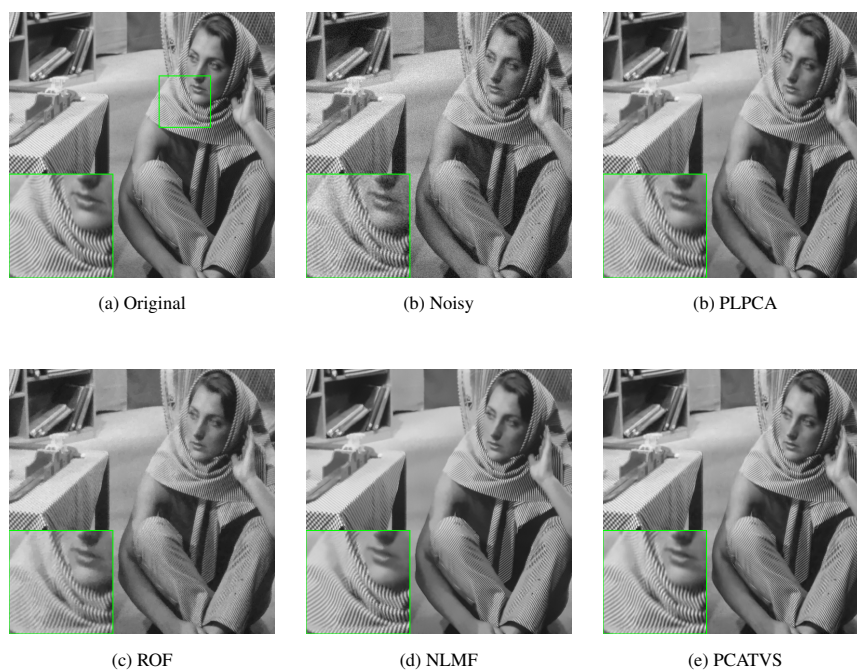 (a) Original
(b) Noisy
(b) PLPCA
(c) ROF
(d) NLMF
(e) PCATVS